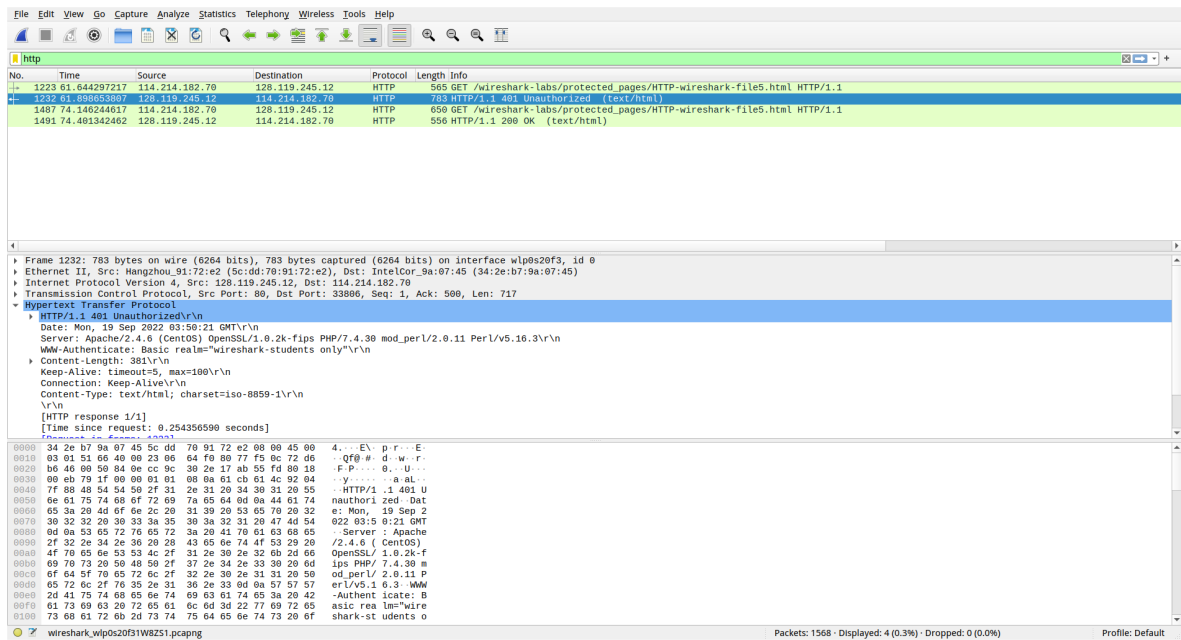 File Edit View Go Capture Analyze Statistics Telephony Wireless Tools Help
http
No. Time Source Destination Protocol Length Info
1223 61.644297217 114.214.182.70 128.119.245.12 HTTP 565 GET /wireshark-labs/protected_pages/HTTP-wireshark-file5.html HTTP/1.1
1232 61.898653807 128.119.245.12 114.214.182.70 HTTP 783 HTTP/1.1 401 Unauthorized (text/html)
1487 74.146244617 114.214.182.70 128.119.245.12 HTTP 650 GET /wireshark-labs/protected_pages/HTTP-wireshark-file5.html HTTP/1.1
1491 74.401342462 128.119.245.12 114.214.182.70 HTTP 556 HTTP/1.1 200 OK (text/html)
Frame 1232: 783 bytes on wire (6264 bits), 783 bytes captured (6264 bits) on interface wlp0s20f3, id 0
Ethernet II, Src: Hangzhou_91:72:e2 (5c:dd:70:91:72:e2), Dst: IntelCor_9a:07:45 (34:2e:b7:9a:07:45)
Internet Protocol Version 4, Src: 128.119.245.12, Dst: 114.214.182.70
Transmission Control Protocol, Src Port: 80, Dst Port: 33806, Seq: 1, Ack: 500, Len: 717
Hypertext Transfer Protocol
HTTP/1.1 401 Unauthorized\r\n
Date: Mon, 19 Sep 2022 03:50:21 GMT\r\n
Server: Apache/2.4.6 (CentOS) OpenSSL/1.0.2k-fips PHP/7.4.30 mod_perl/2.0.11 Perl/v5.16.3\r\n
WWW-Authenticate: Basic realm="wireshark-students only"\r\n
Content-Length: 381\r\n
Keep-Alive: timeout=5, max=100\r\n
Connection: Keep-Alive\r\n
Content-Type: text/html; charset=iso-8859-1\r\n
\r\n
[HTTP response 1/1]
[Time since request: 0.254356590 seconds]
[Request in frame: 1223]
0000 34 2e b7 9a 07 45 5c dd 70 91 72 e2 08 00 45 00 4.···E\· p·r···E·
0010 03 01 51 66 40 00 23 06 64 f0 80 77 f5 0c 72 d6 ··Qf@·#· d··w··r·
0020 b6 46 00 50 84 0e cc 9c 30 2e 17 ab 55 fd 80 18 ·F·P···· 0.··U···
0030 00 eb 79 1f 00 00 01 01 08 0a 61 cb 61 4c 92 04 ··y····· ··a·aL··
0040 7f 88 48 54 54 50 2f 31 2e 31 20 34 30 31 20 55 ··HTTP/1 .1 401 U
0050 6e 61 75 74 68 6f 72 69 7a 65 64 0d 0a 44 61 74 nauthori zed··Dat
0060 65 3a 20 4d 6f 6e 2c 20 31 39 20 53 65 70 20 32 e: Mon, 19 Sep 2
0070 30 32 32 20 30 33 3a 35 30 3a 32 31 20 47 4d 54 022 03:5 0:21 GMT
0080 0d 0a 53 65 72 76 65 72 3a 20 41 70 61 63 68 65 ··Server : Apache
0090 2f 32 2e 34 2e 36 20 28 43 65 6e 74 4f 53 29 20 /2.4.6 ( CentOS)
00a0 4f 70 65 6e 53 53 4c 2f 31 2e 30 2e 32 6b 2d 66 OpenSSL/ 1.0.2k-f
00b0 69 70 73 20 50 48 50 2f 37 2e 34 2e 33 30 20 6d ips PHP/ 7.4.30 m
00c0 6f 64 5f 70 65 72 6c 2f 32 2e 30 2e 31 31 20 50 od_perl/ 2.0.11 P
00d0 65 72 6c 2f 76 35 2e 31 36 2e 33 0d 0a 57 57 57 erl/v5.1 6.3··WWW
00e0 2d 41 75 74 68 65 6e 74 69 63 61 74 65 3a 20 42 -Authent icate: B
00f0 61 73 69 63 20 72 65 61 6c 6d 3d 22 77 69 72 65 asic rea lm="wire
0100 73 68 61 72 6b 2d 73 74 75 64 65 6e 74 73 20 6f shark-st udents o
wireshark_wlp0s20f31W8ZS1.pcapng Packets: 1568 · Displayed: 4 (0.3%) · Dropped: 0 (0.0%) Profile: Default